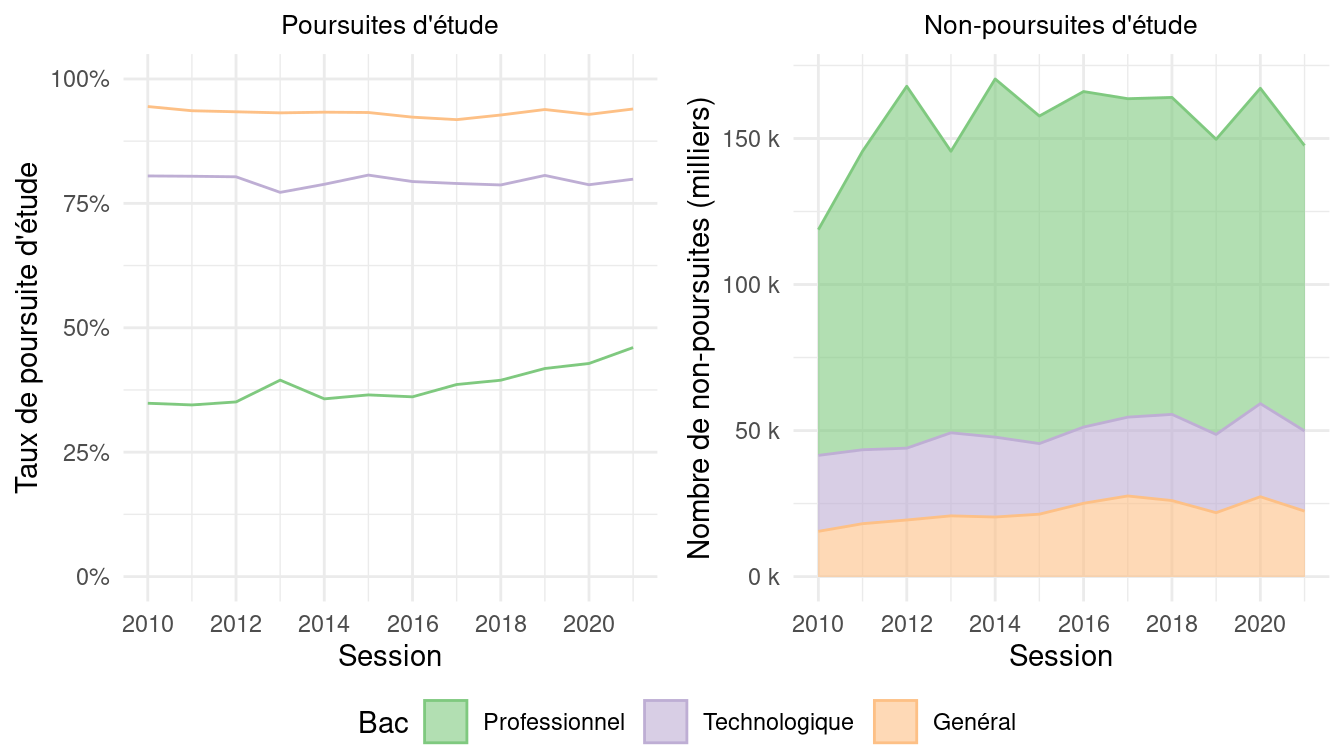 Poursuites d'étude
Taux de poursuite d'étude
100%
75%
50%
25%
0%
2010 2012 2014 2016 2018 2020
Session
Non-poursuites d'étude
Nombre de non-poursuites (milliers)
150 k
100 k
50 k
0 k
2010 2012 2014 2016 2018 2020
Session
Bac Professionnel Technologique Genéral